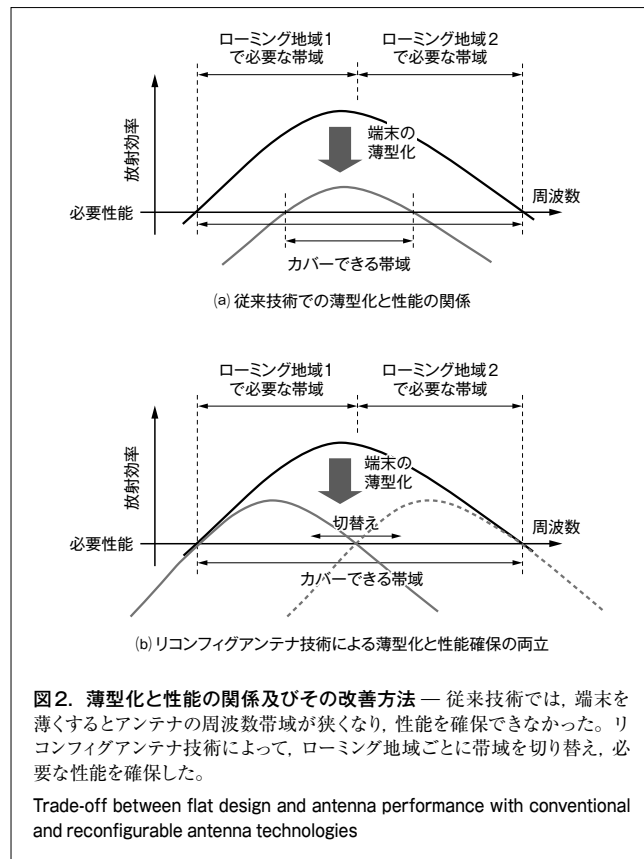 ローミング地域1
で必要な帯域
ローミング地域2
で必要な帯域
放射効率
端末の
薄型化
周波数
必要性能
カバーできる帯域
(a) 従来技術での薄型化と性能の関係
ローミング地域1
で必要な帯域
ローミング地域2
で必要な帯域
放射効率
端末の
薄型化
切替え
周波数
必要性能
カバーできる帯域
(b) リコンフィグアンテナ技術による薄型化と性能確保の両立
図2. 薄型化と性能の関係及びその改善方法 — 従来技術では, 端末を
薄くするとアンテナの周波数帯域が狭くなり, 性能を確保できなかった。リ
コンフィグアンテナ技術によって, ローミング地域ごとに帯域を切り替え, 必
要な性能を確保した。
Trade-off between flat design and antenna performance with conventional
and reconfigurable antenna technologies